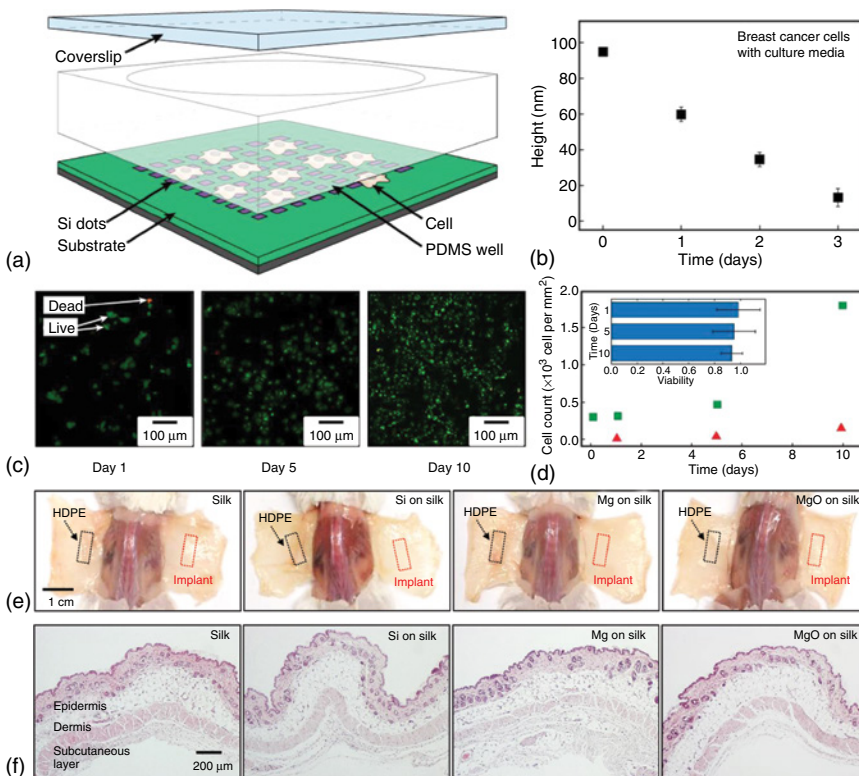 Coverslip
Si dots
Substrate
Cell
PDMS well
(a)
Breast cancer cells
with culture media
Height (nm)
100
80
60
40
20
0
0 1 2 3
Time (days)
(b)
Dead
Live
100 μm
100 μm
100 μm
(c)
Day 1
Day 5
Day 10
Cell count (×10³ cell per mm²)
2.0
1.5
1.0
0.5
0.0
Time (Days)
1
5
10
0.0 0.2 0.4 0.6 0.8 1.0
Viability
0 2 4 6 8 10
Time (days)
(d)
Silk
HDPE
Implant
1 cm
Si on silk
HDPE
Implant
Mg on silk
HDPE
Implant
MgO on silk
HDPE
Implant
(e)
Silk
Epidermis
Dermis
Subcutaneous
layer
200 μm
Si on silk
Mg on silk
MgO on silk
(f)